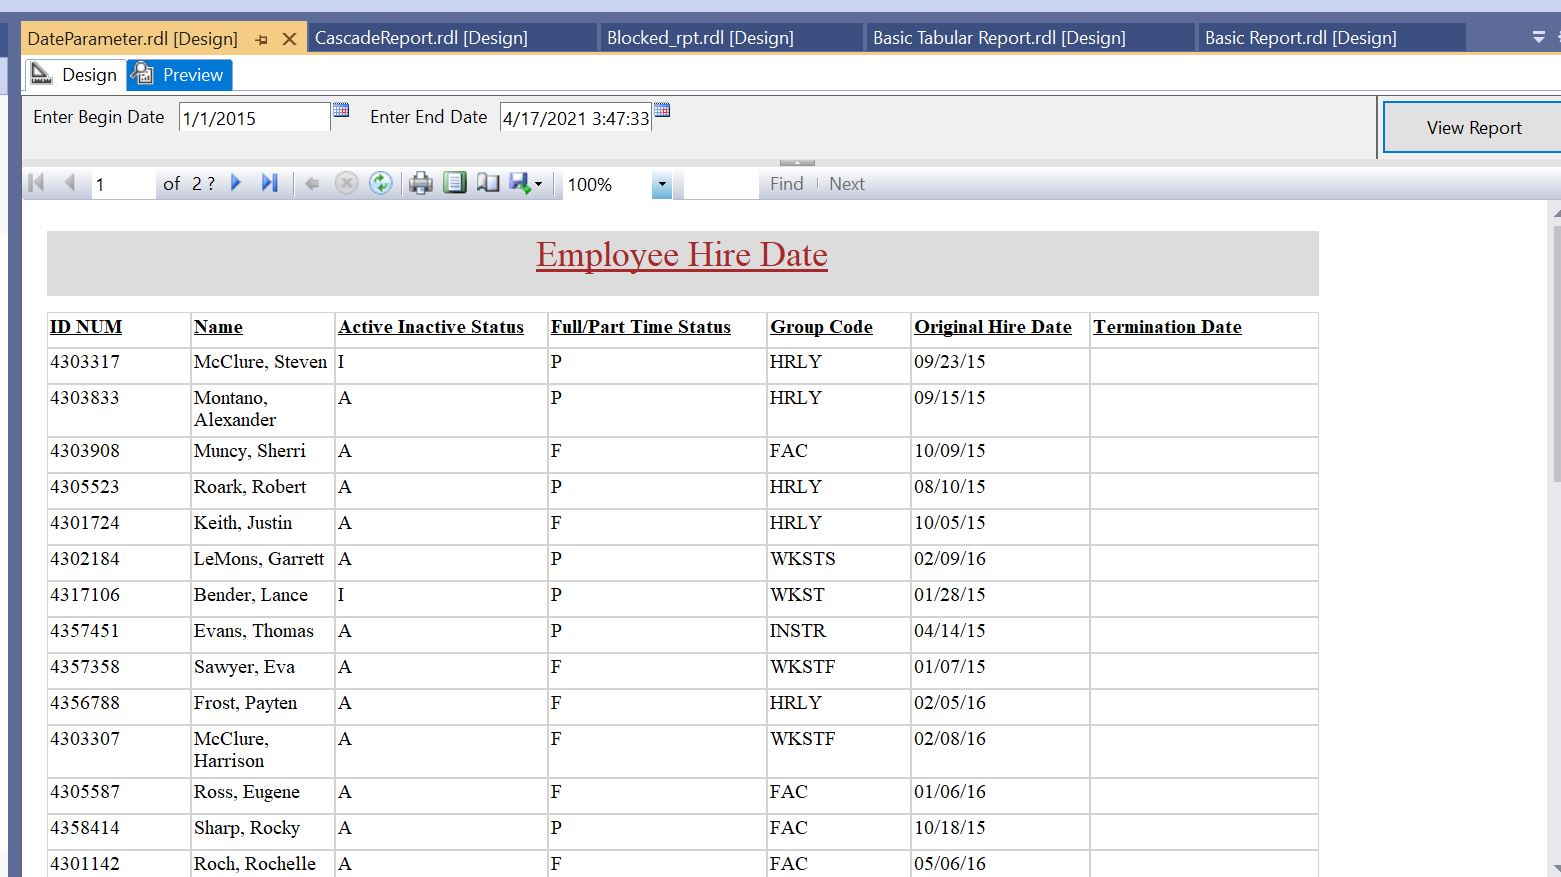 DateParameter.rdl [Design] CascadeReport.rdl [Design] Blocked_rpt.rdl [Design] Basic Tabular Report.rdl [Design] Basic Report.rdl [Design]
Design Preview
Enter Begin Date 1/1/2015 Enter End Date 4/17/2021 3:47:33 View Report
1 of 2 ? 100% Find Next
Employee Hire Date
ID NUM Name Active Inactive Status Full/Part Time Status Group Code Original Hire Date Termination Date
4303317 McClure, Steven I P HRLY 09/23/15
4303833 Montano, A P HRLY 09/15/15
Alexander
4303908 Muncy, Sherri A F FAC 10/09/15
4305523 Roark, Robert A P HRLY 08/10/15
4301724 Keith, Justin A F HRLY 10/05/15
4302184 LeMons, Garrett A P WKSTS 02/09/16
4317106 Bender, Lance I P WKST 01/28/15
4357451 Evans, Thomas A P INSTR 04/14/15
4357358 Sawyer, Eva A F WKSTF 01/07/15
4356788 Frost, Payten A F HRLY 02/05/16
4303307 McClure, A F WKSTF 02/08/16
Harrison
4305587 Ross, Eugene A F FAC 01/06/16
4358414 Sharp, Rocky A P FAC 10/18/15
4301142 Roch, Rochelle A F FAC 05/06/16